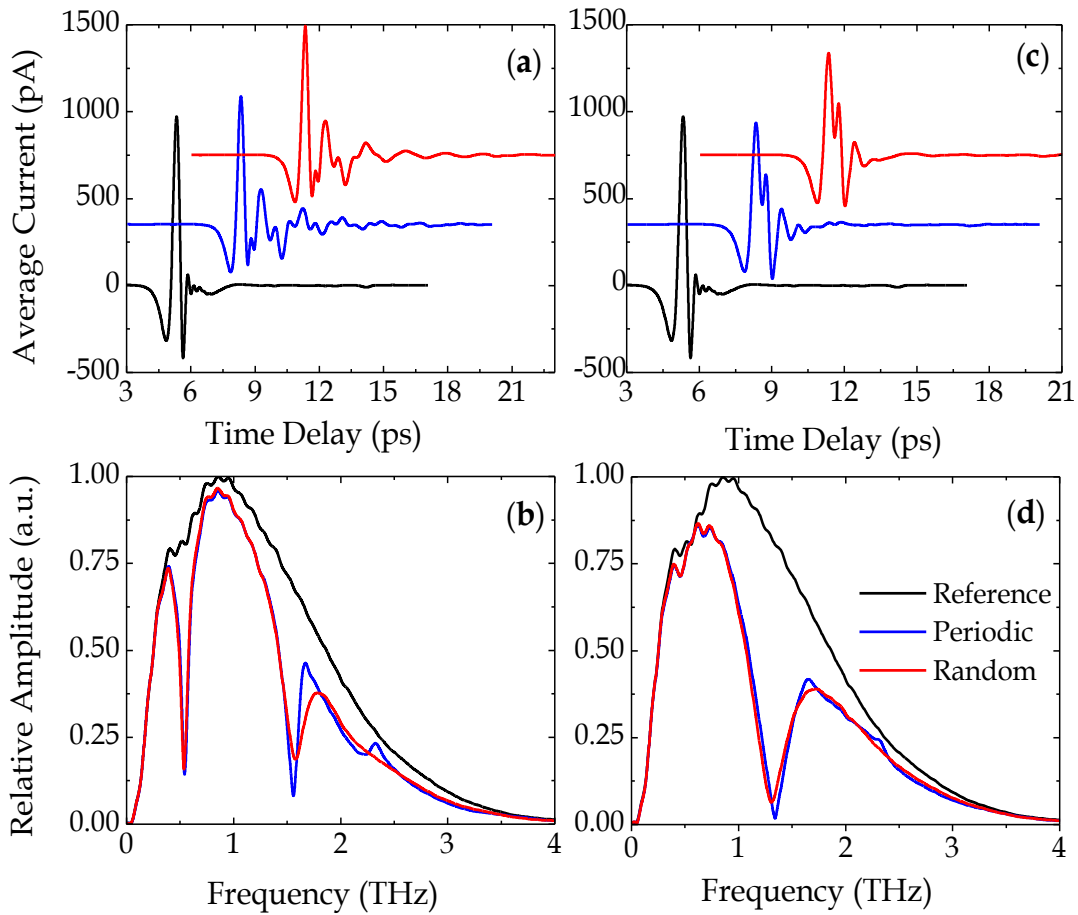 Average Current (pA)
1500
1000
500
0
-500
(a)
3 6 9 12 15 18 21
Time Delay (ps)
1500
1000
500
0
-500
(c)
3 6 9 12 15 18 21
Time Delay (ps)
Relative Amplitude (a.u.)
1.00
0.75
0.50
0.25
0.00
(b)
0 1 2 3 4
Frequency (THz)
1.00
0.75
0.50
0.25
0.00
(d)
Reference
Periodic
Random
0 1 2 3 4
Frequency (THz)